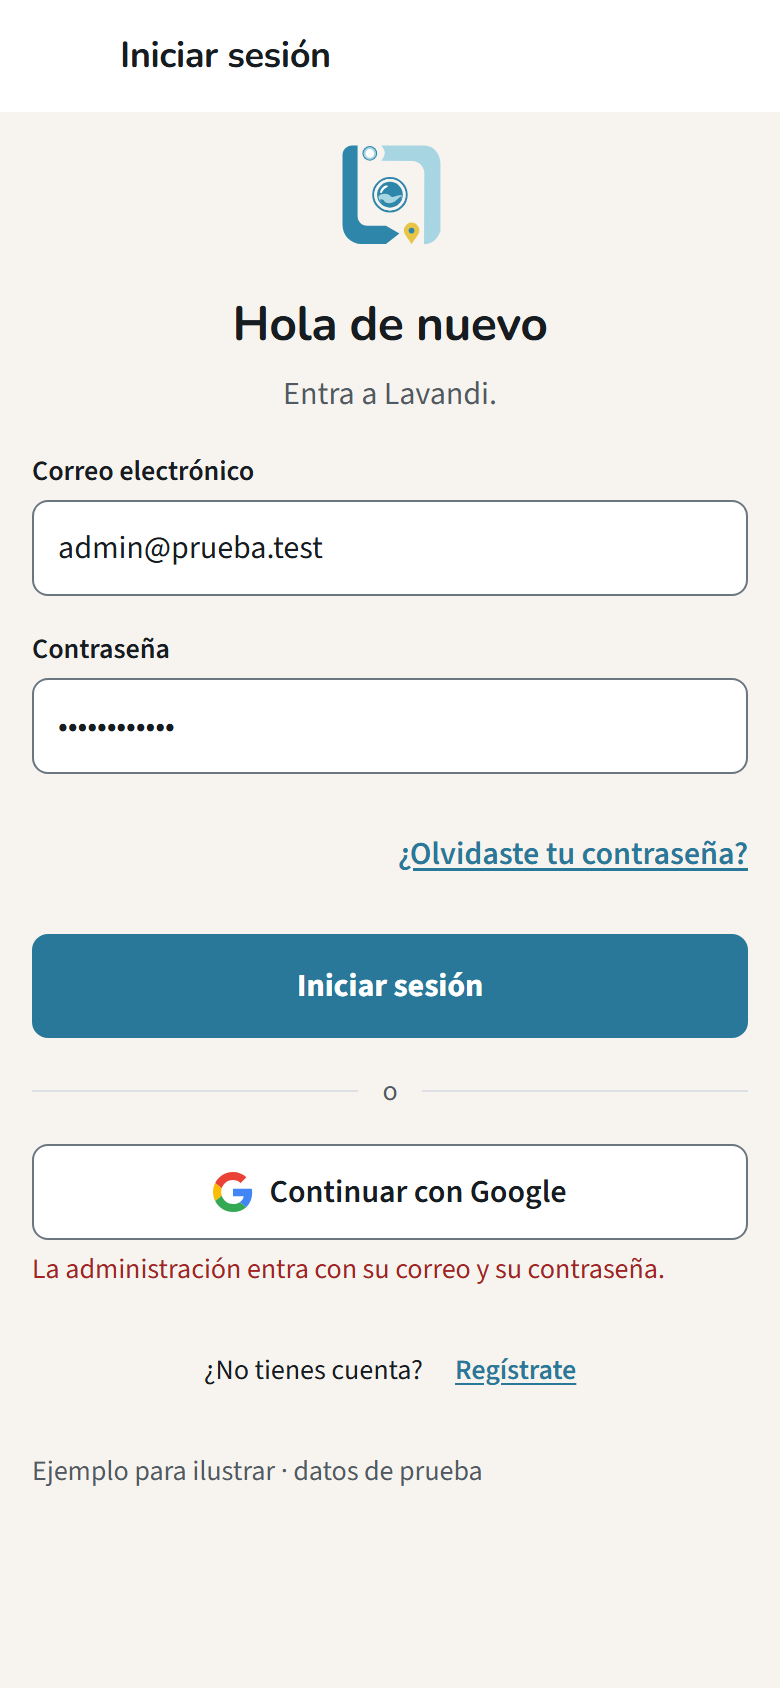 Iniciar sesión
Hola de nuevo
Entra a Lavandi.
Correo electrónico
admin@prueba.test
Contraseña
••••••••••••
¿Olvidaste tu contraseña?
Iniciar sesión
o
Continuar con Google
La administración entra con su correo y su contraseña.
¿No tienes cuenta? Regístrate
Ejemplo para ilustrar · datos de prueba